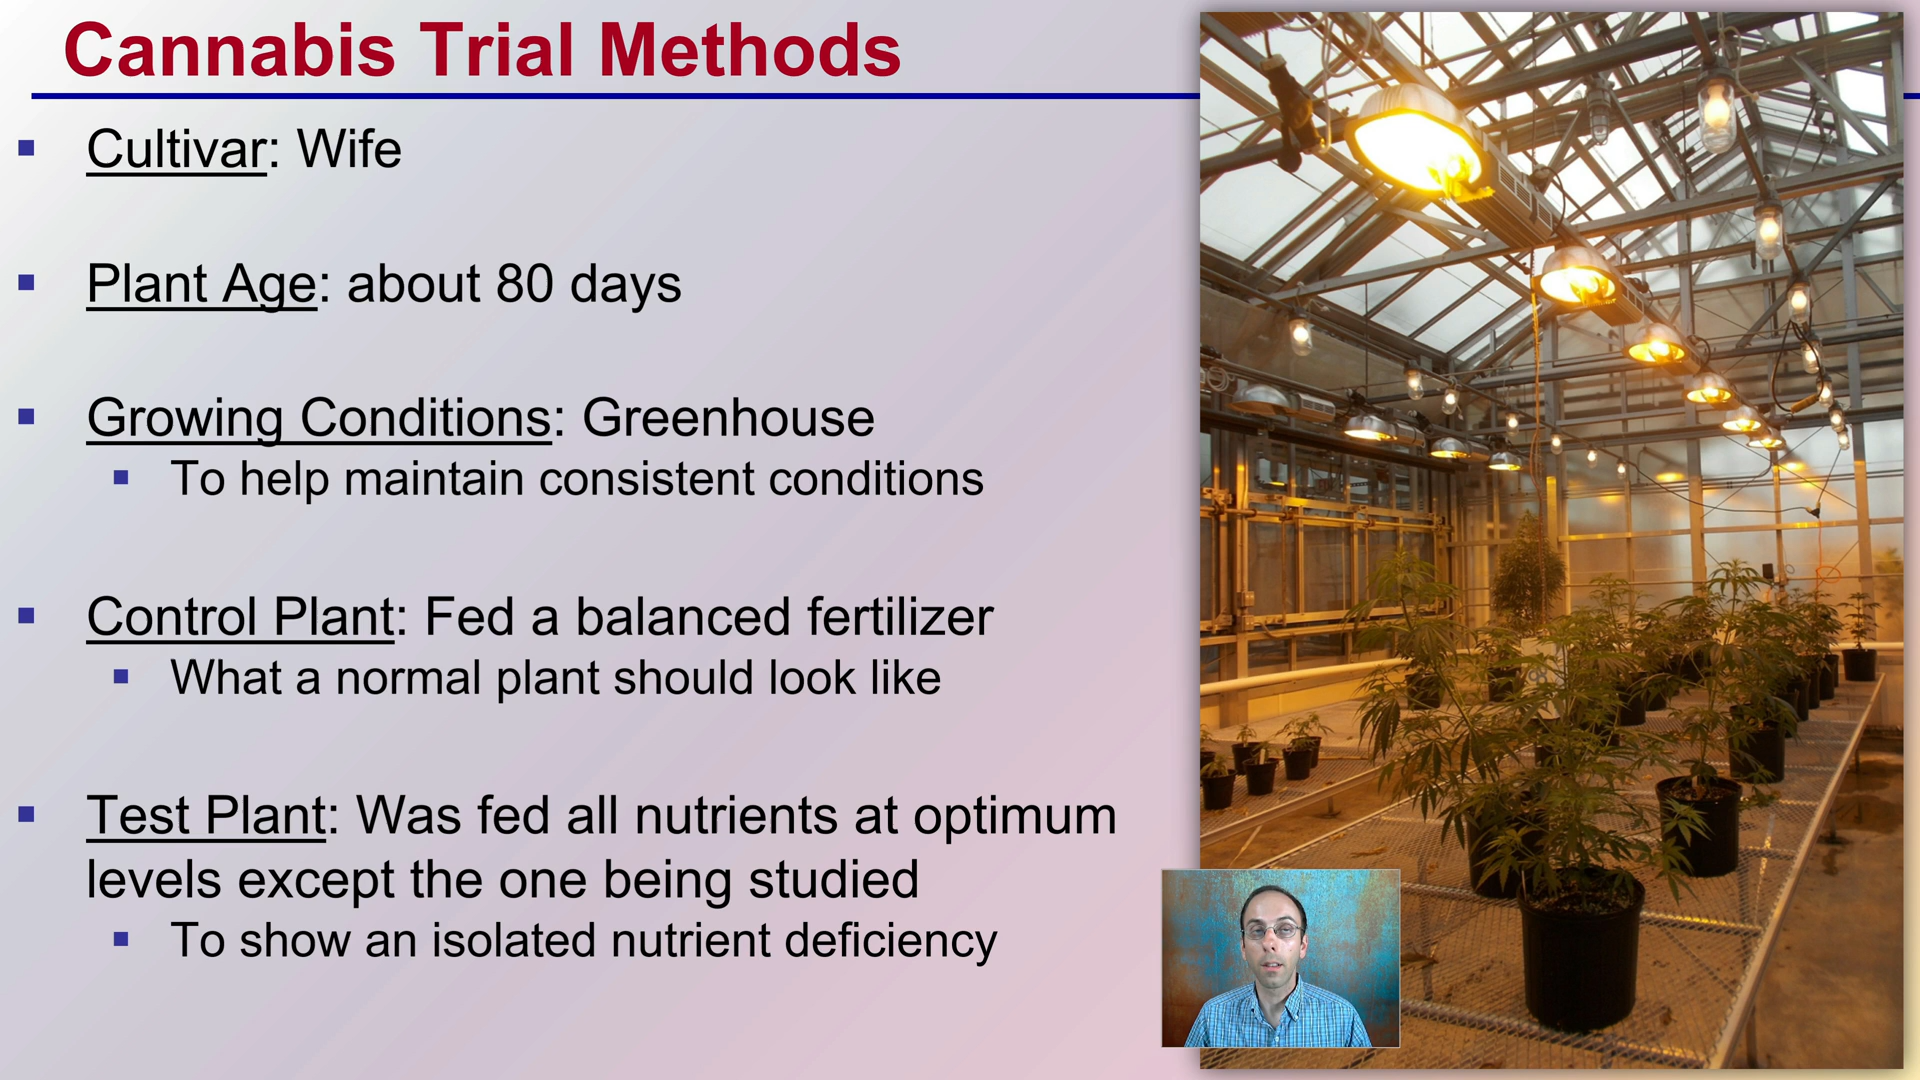 Cannabis Trial Methods
Cultivar: Wife
Plant Age: about 80 days
Growing Conditions: Greenhouse
To help maintain consistent conditions
Control Plant: Fed a balanced fertilizer
What a normal plant should look like
Test Plant: Was fed all nutrients at optimum
levels except the one being studied
To show an isolated nutrient deficiency